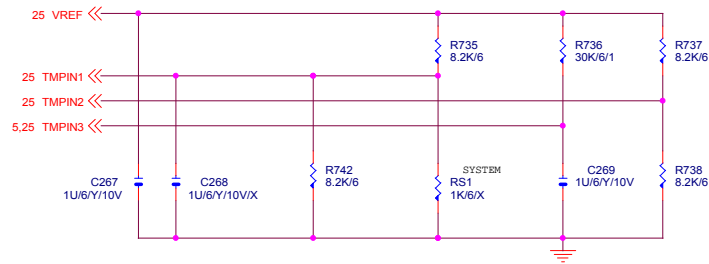 25 VREF
R735
8.2K/6
R736
30K/6/1
R737
8.2K/6
25 TMPIN1
25 TMPIN2
5,25 TMPIN3
C267
1U/6/Y/10V
C268
1U/6/Y/10V/X
R742
8.2K/6
SYSTEM
RS1
1K/6/X
C269
1U/6/Y/10V
R738
8.2K/6